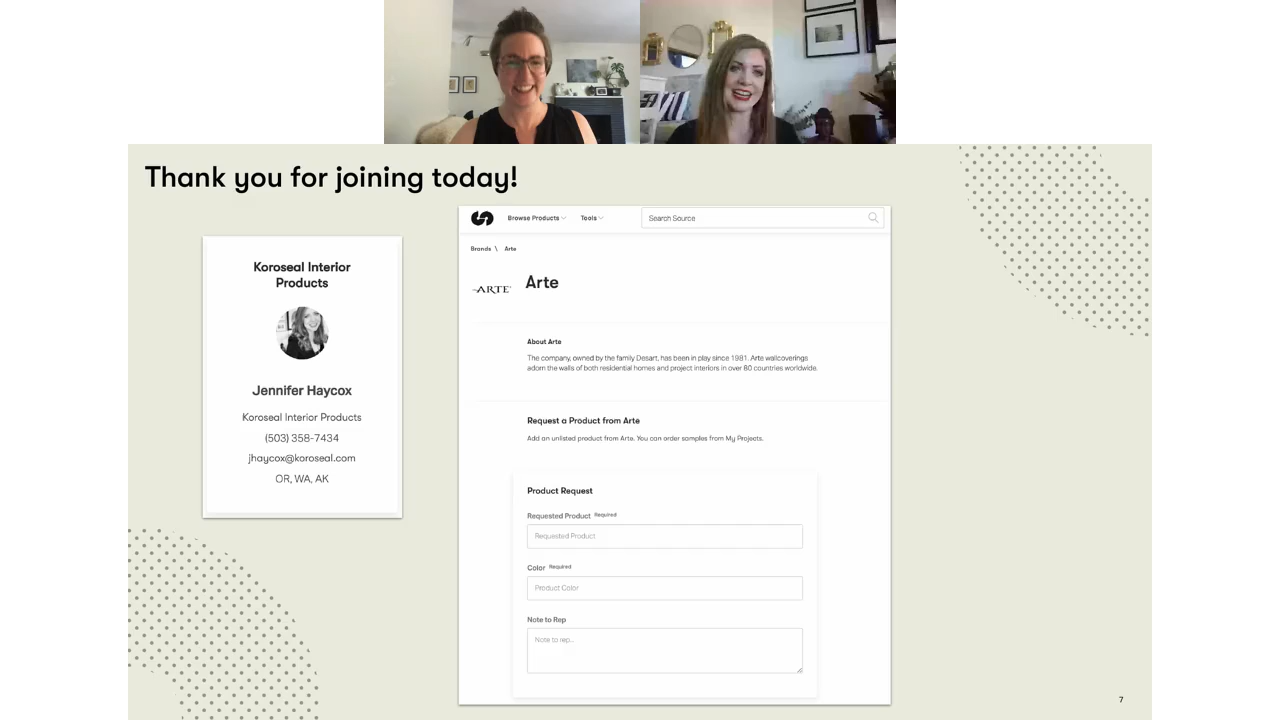 Thank you for joining today!
Koroseal Interior
Products
Jennifer Haycox
Koroseal Interior Products
(503) 358-7434
jhaycox@koroseal.com
OR, WA, AK
Browse Products
Tools
Search Source
Brands \ Arte
ARTE
Arte
About Arte
The company, owned by the family Desart, has been in play since 1981. Arte wallcoverings
adorn the walls of both residential homes and project interiors in over 80 countries worldwide.
Request a Product from Arte
Add an unlisted product from Arte. You can order samples from My Projects.
Product Request
Requested Product Required
Requested Product
Color Required
Product Color
Note to Rep
Note to rep...
7